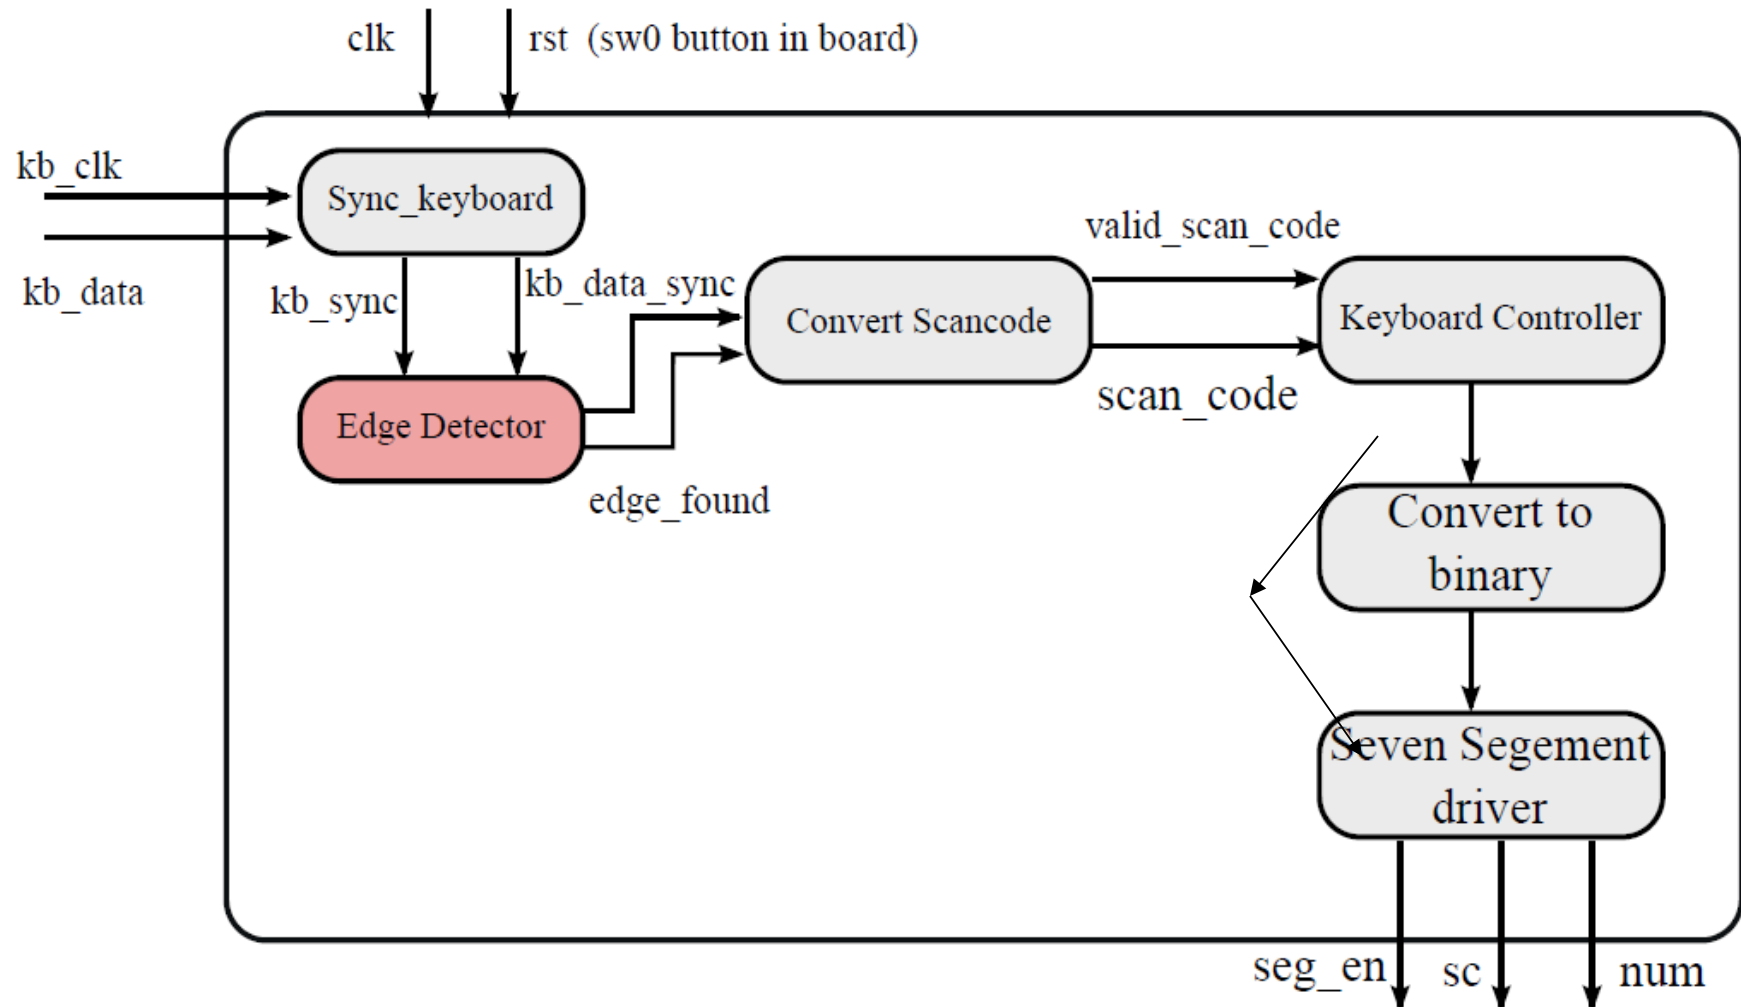 clk
rst (sw0 button in board)
kb_clk
Sync_keyboard
kb_data
kb_sync
kb_data_sync
valid_scan_code
Convert Scancode
Keyboard Controller
scan_code
Edge Detector
edge_found
Convert to
binary
Seven Segement
driver
seg_en
sc
num